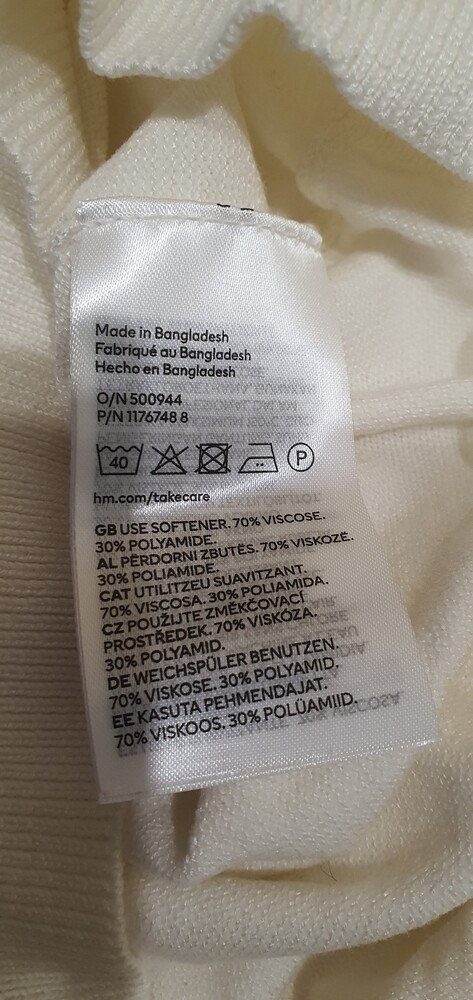 Made in Bangladesh
Fabriqué au Bangladesh
Hecho en Bangladesh
O/N 500944
P/N 1176748 8
40 P
hm.com/takecare
GB USE SOFTENER. 70% VISCOSE.
30% POLYAMIDE.
AL PËRDORNI ZBUTËS. 70% VISKOZË.
30% POLIAMIDE.
CAT UTILITZEU SUAVITZANT.
70% VISCOSA. 30% POLIAMIDA.
CZ POUŽIJTE ZMĚKČOVACÍ
PROSTŘEDEK. 70% VISKÓZA.
30% POLYAMID.
DE WEICHSPÜLER BENUTZEN.
70% VISKOSE. 30% POLYAMID.
EE KASUTA PEHMENDAJAT.
70% VISKOOS. 30% POLÜAMIID.